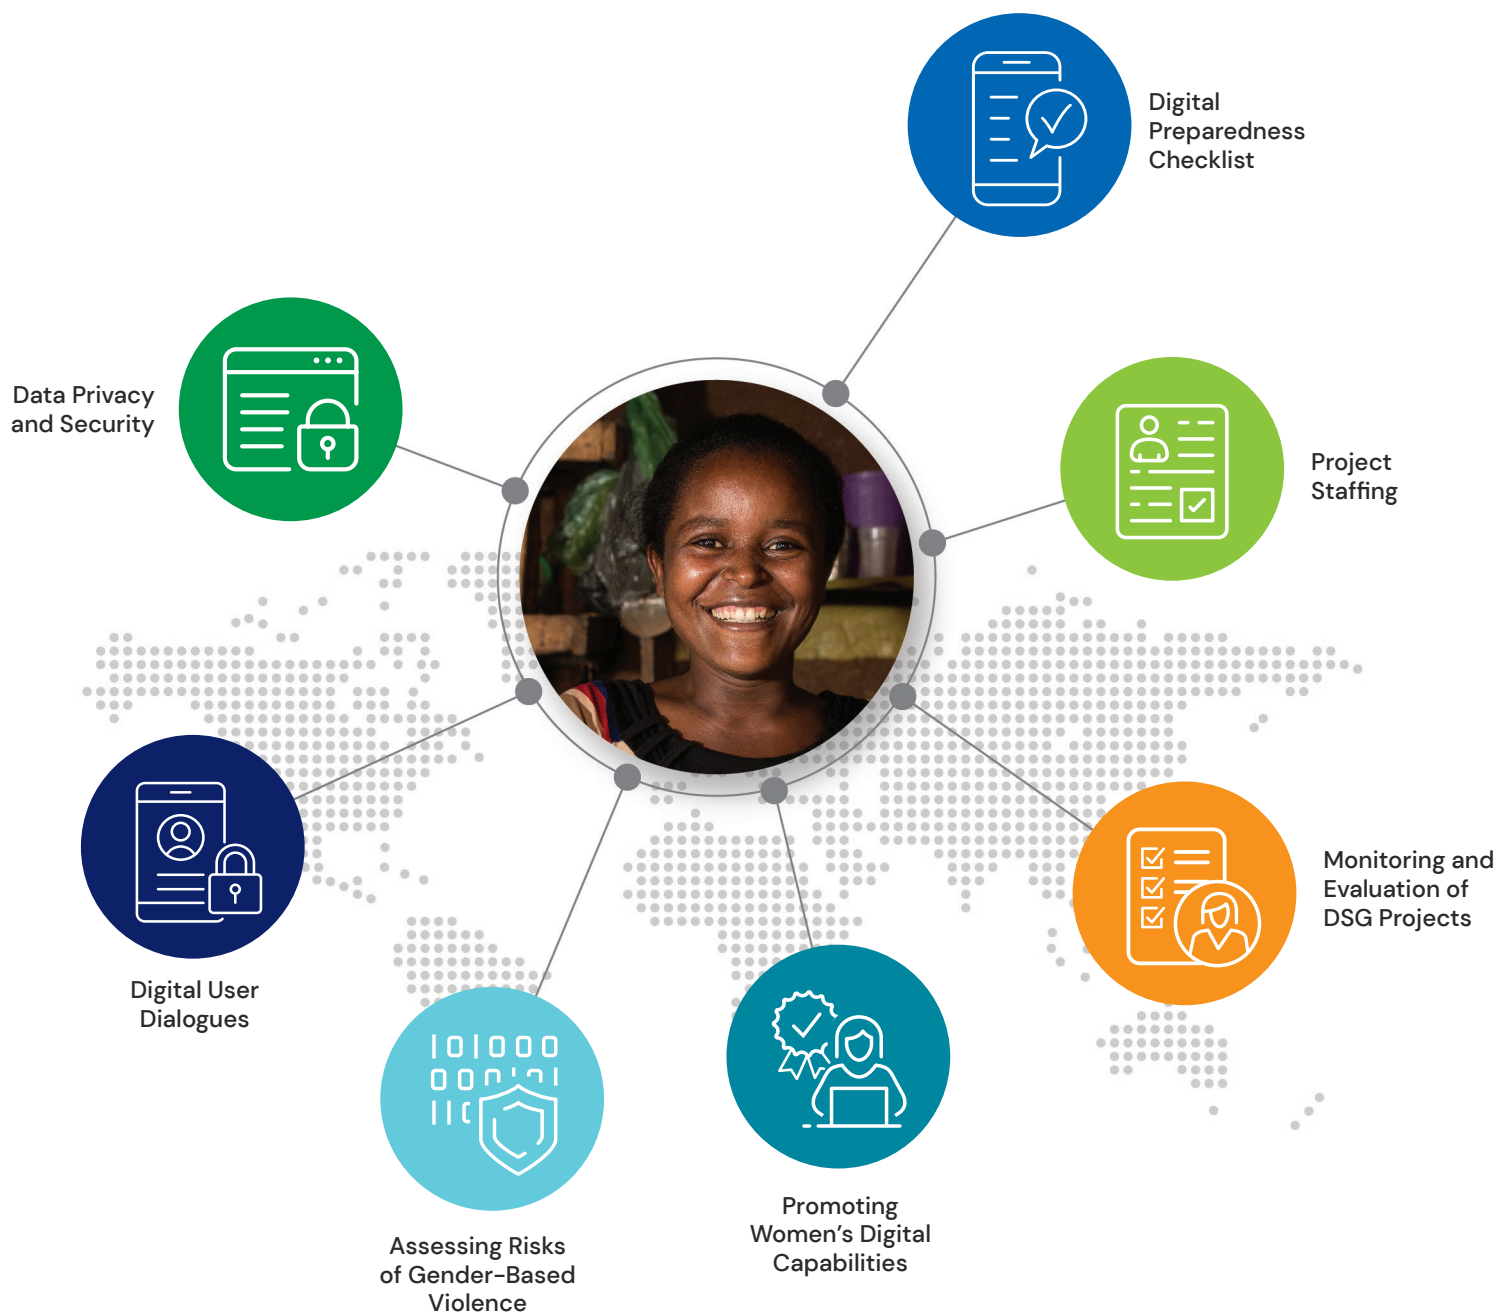 Digital
Preparedness
Checklist
Project
Staffing
Monitoring and
Evaluation of
DSG Projects
Promoting
Women’s Digital
Capabilities
Assessing Risks
of Gender-Based
Violence
Digital User
Dialogues
Data Privacy
and Security
101000